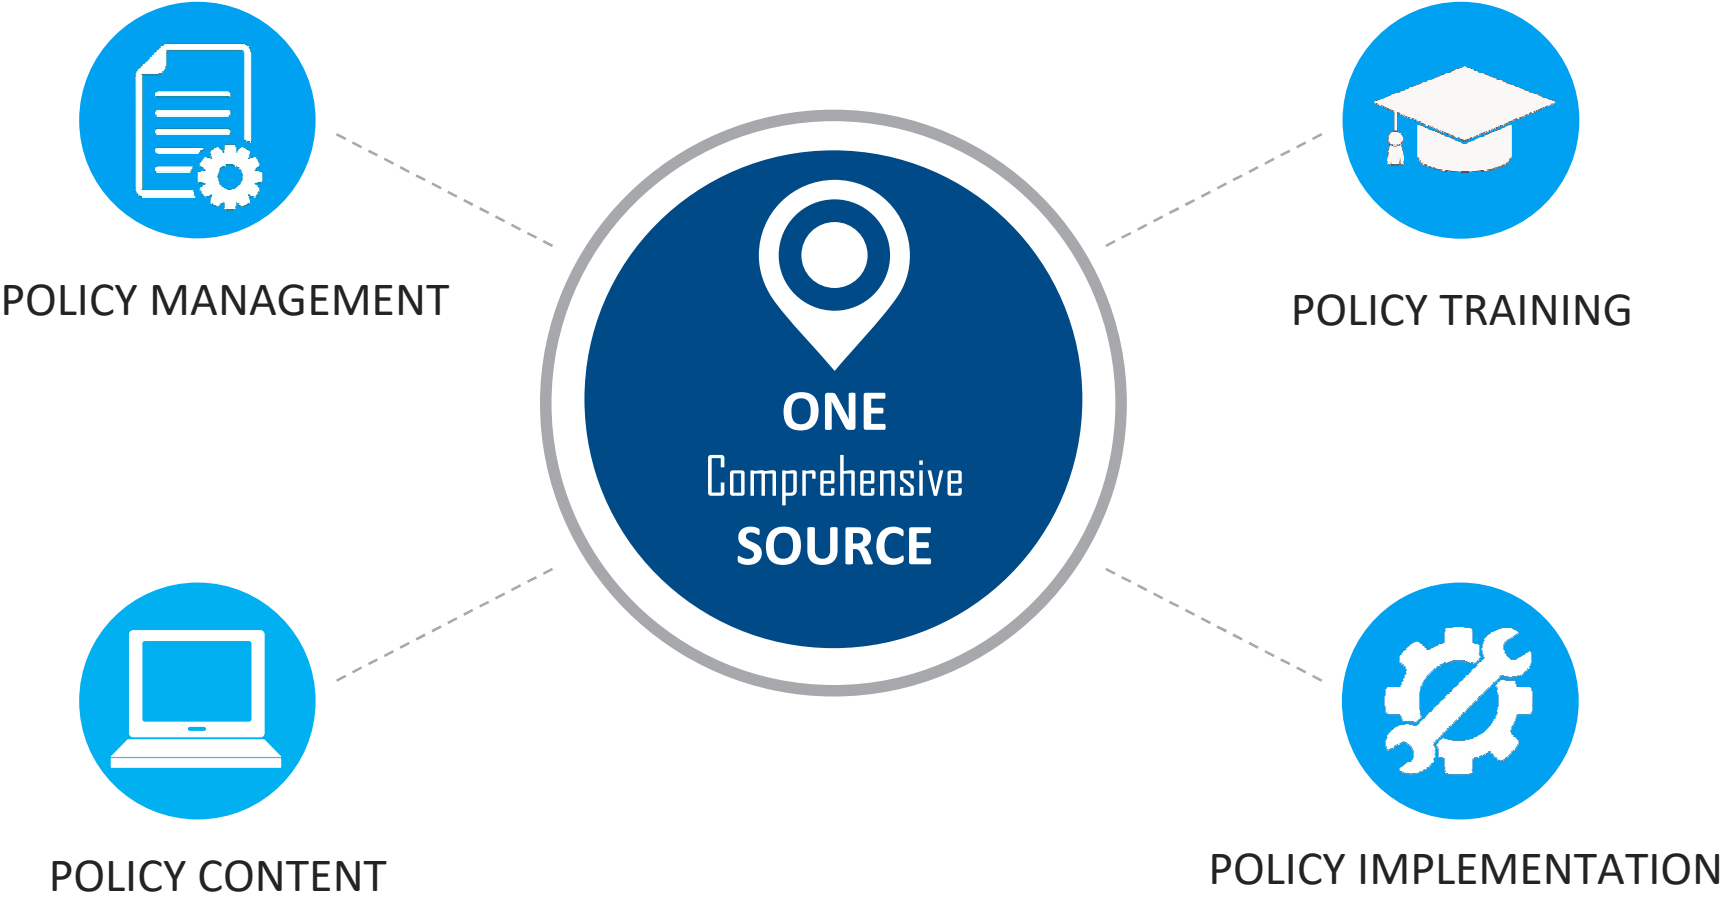 POLICY MANAGEMENT
POLICY TRAINING
ONE
Comprehensive
SOURCE
POLICY CONTENT
POLICY IMPLEMENTATION